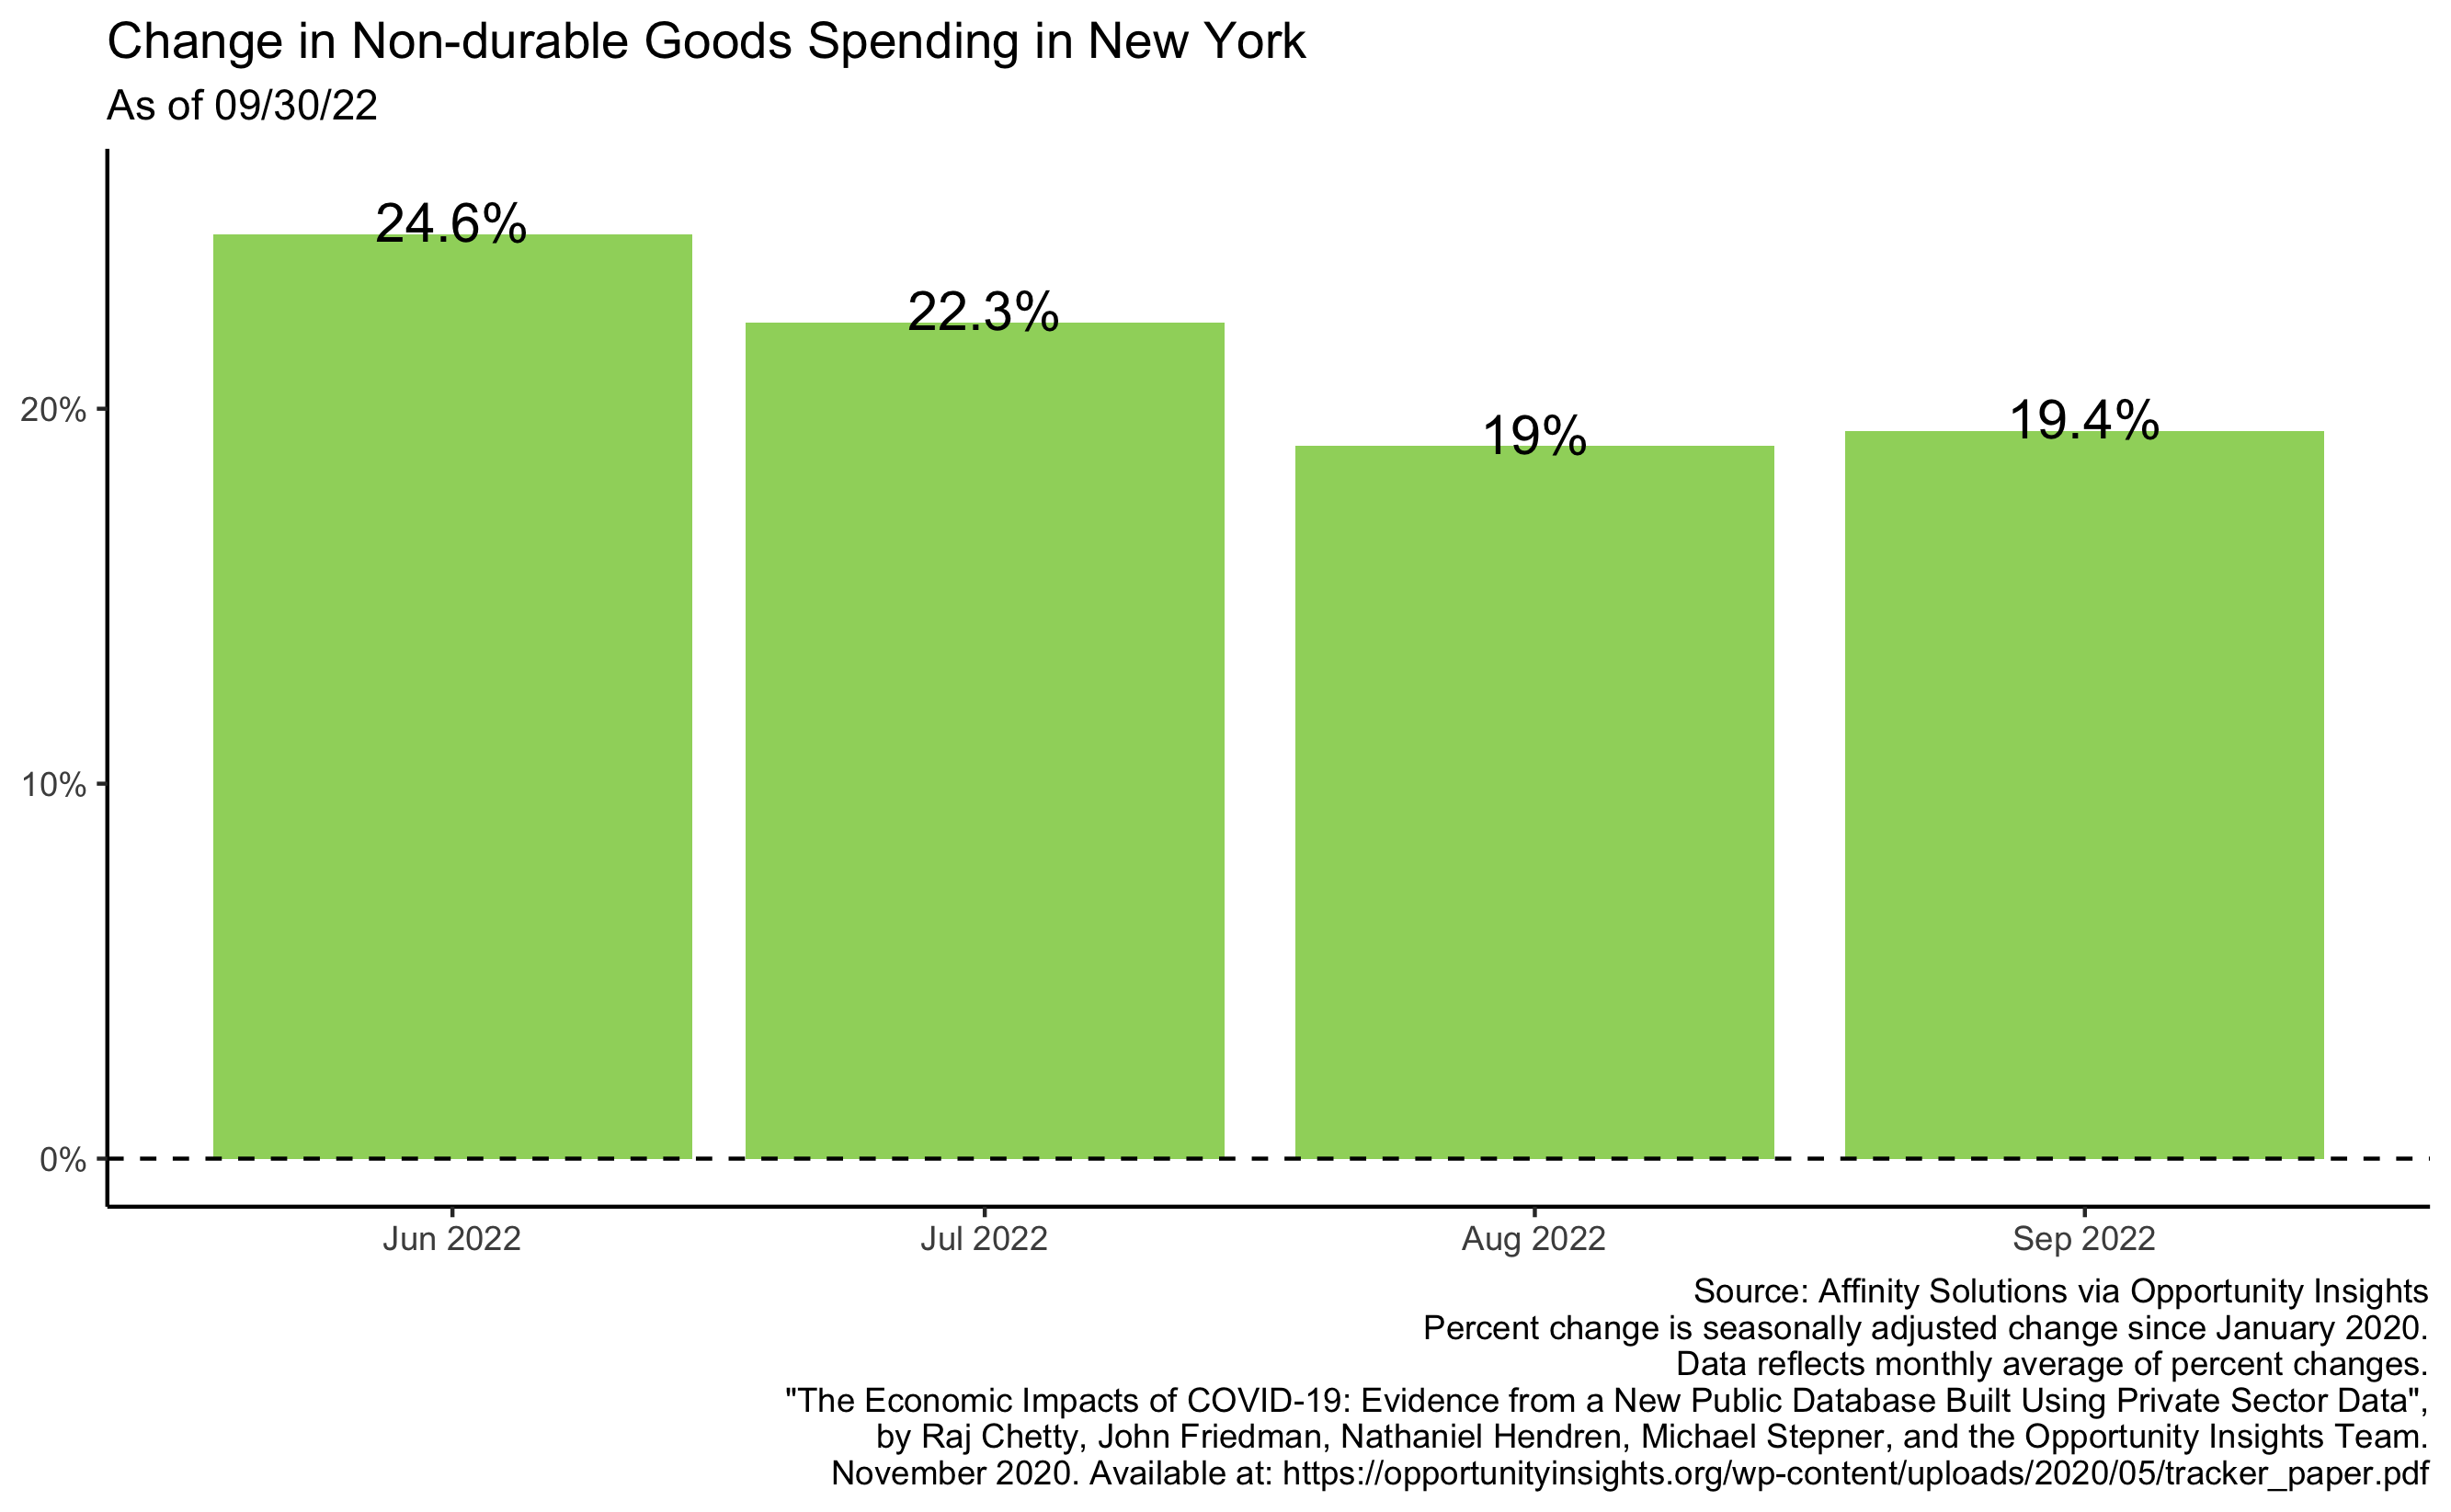 Change in Non-durable Goods Spending in New York
As of 09/30/22
24.6%
22.3%
19%
19.4%
20%
10%
0%
Jun 2022
Jul 2022
Aug 2022
Sep 2022
Source: Affinity Solutions via Opportunity Insights
Percent change is seasonally adjusted change since January 2020.
Data reflects monthly average of percent changes.
"The Economic Impacts of COVID-19: Evidence from a New Public Database Built Using Private Sector Data",
by Raj Chetty, John Friedman, Nathaniel Hendren, Michael Stepner, and the Opportunity Insights Team.
November 2020. Available at: https://opportunityinsights.org/wp-content/uploads/2020/05/tracker_paper.pdf